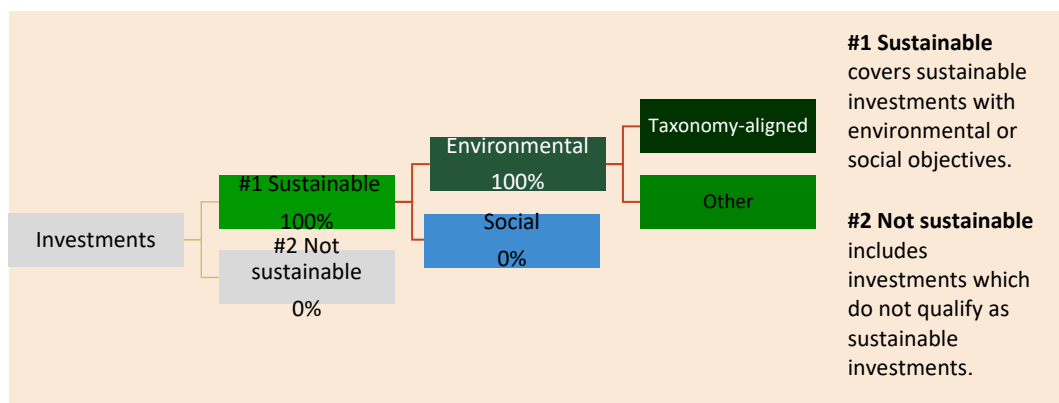 Investments
#1 Sustainable
100%
#2 Not
sustainable
0%
Environmental
100%
Social
0%
Taxonomy-aligned
Other
#1 Sustainable
covers sustainable
investments with
environmental or
social objectives.
#2 Not sustainable
includes
investments which
do not qualify as
sustainable
investments.